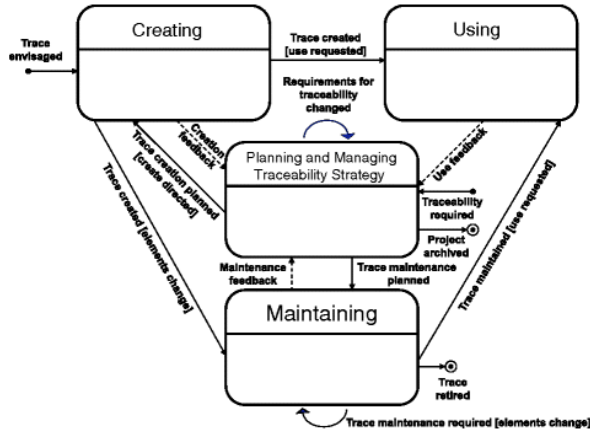 Creating
Using
Trace
envisaged
Trace created
[use requested]
Requirements for
traceability
changed
Creation
feedback
Trace creation planned
[create directed]
Use feedback
Planning and Managing
Traceability Strategy
Traceability
required
Project
archived
Trace created [elements change]
Trace maintained [use requested]
Maintenance
feedback
Trace maintenance
planned
Maintaining
Trace
retired
Trace maintenance required [elements change]